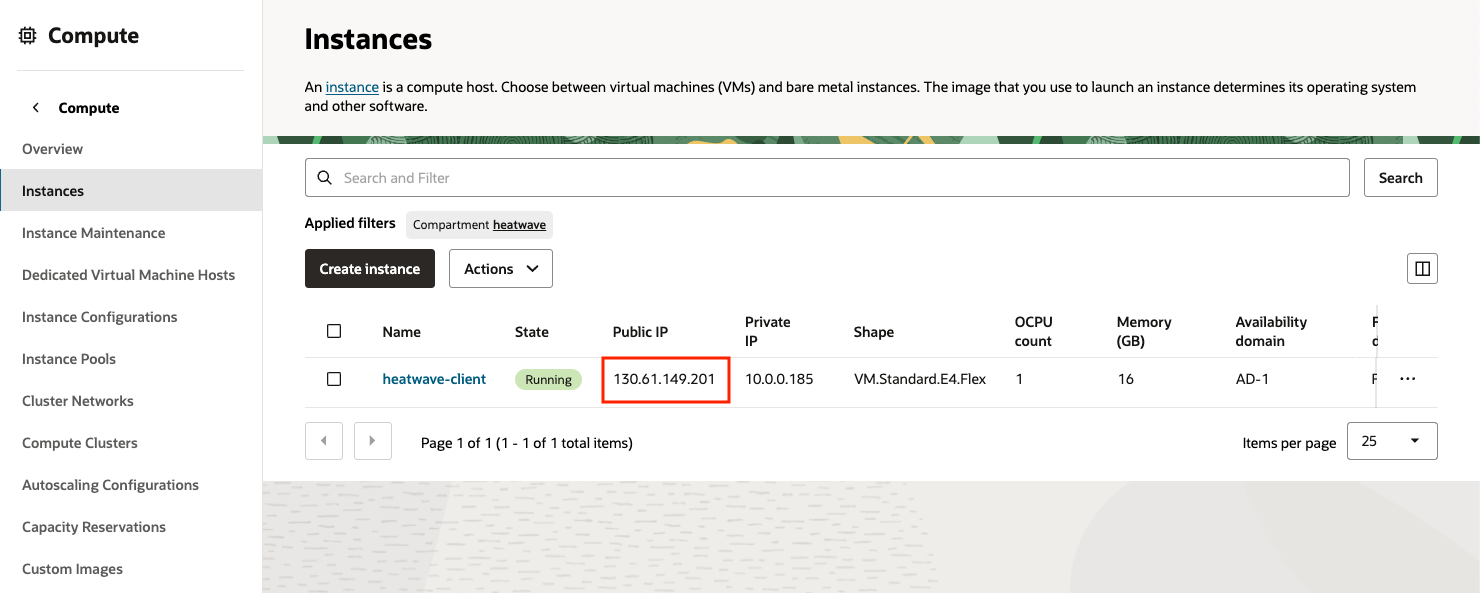 Compute
Compute
Overview
Instances
Instance Maintenance
Dedicated Virtual Machine Hosts
Instance Configurations
Instance Pools
Cluster Networks
Compute Clusters
Autoscaling Configurations
Capacity Reservations
Custom Images
Instances
An instance is a compute host. Choose between virtual machines (VMs) and bare metal instances. The image that you use to launch an instance determines its operating system
and other software.
Search and Filter
Search
Applied filters
Compartment heatwave
Create instance
Actions
Name State Public IP Private IP Shape OCPU count Memory (GB) Availability domain
heatwave-client Running 130.61.149.201 10.0.0.185 VM.Standard.E4.Flex 1 16 AD-1
Page 1 of 1 (1 - 1 of 1 total items)
Items per page 25